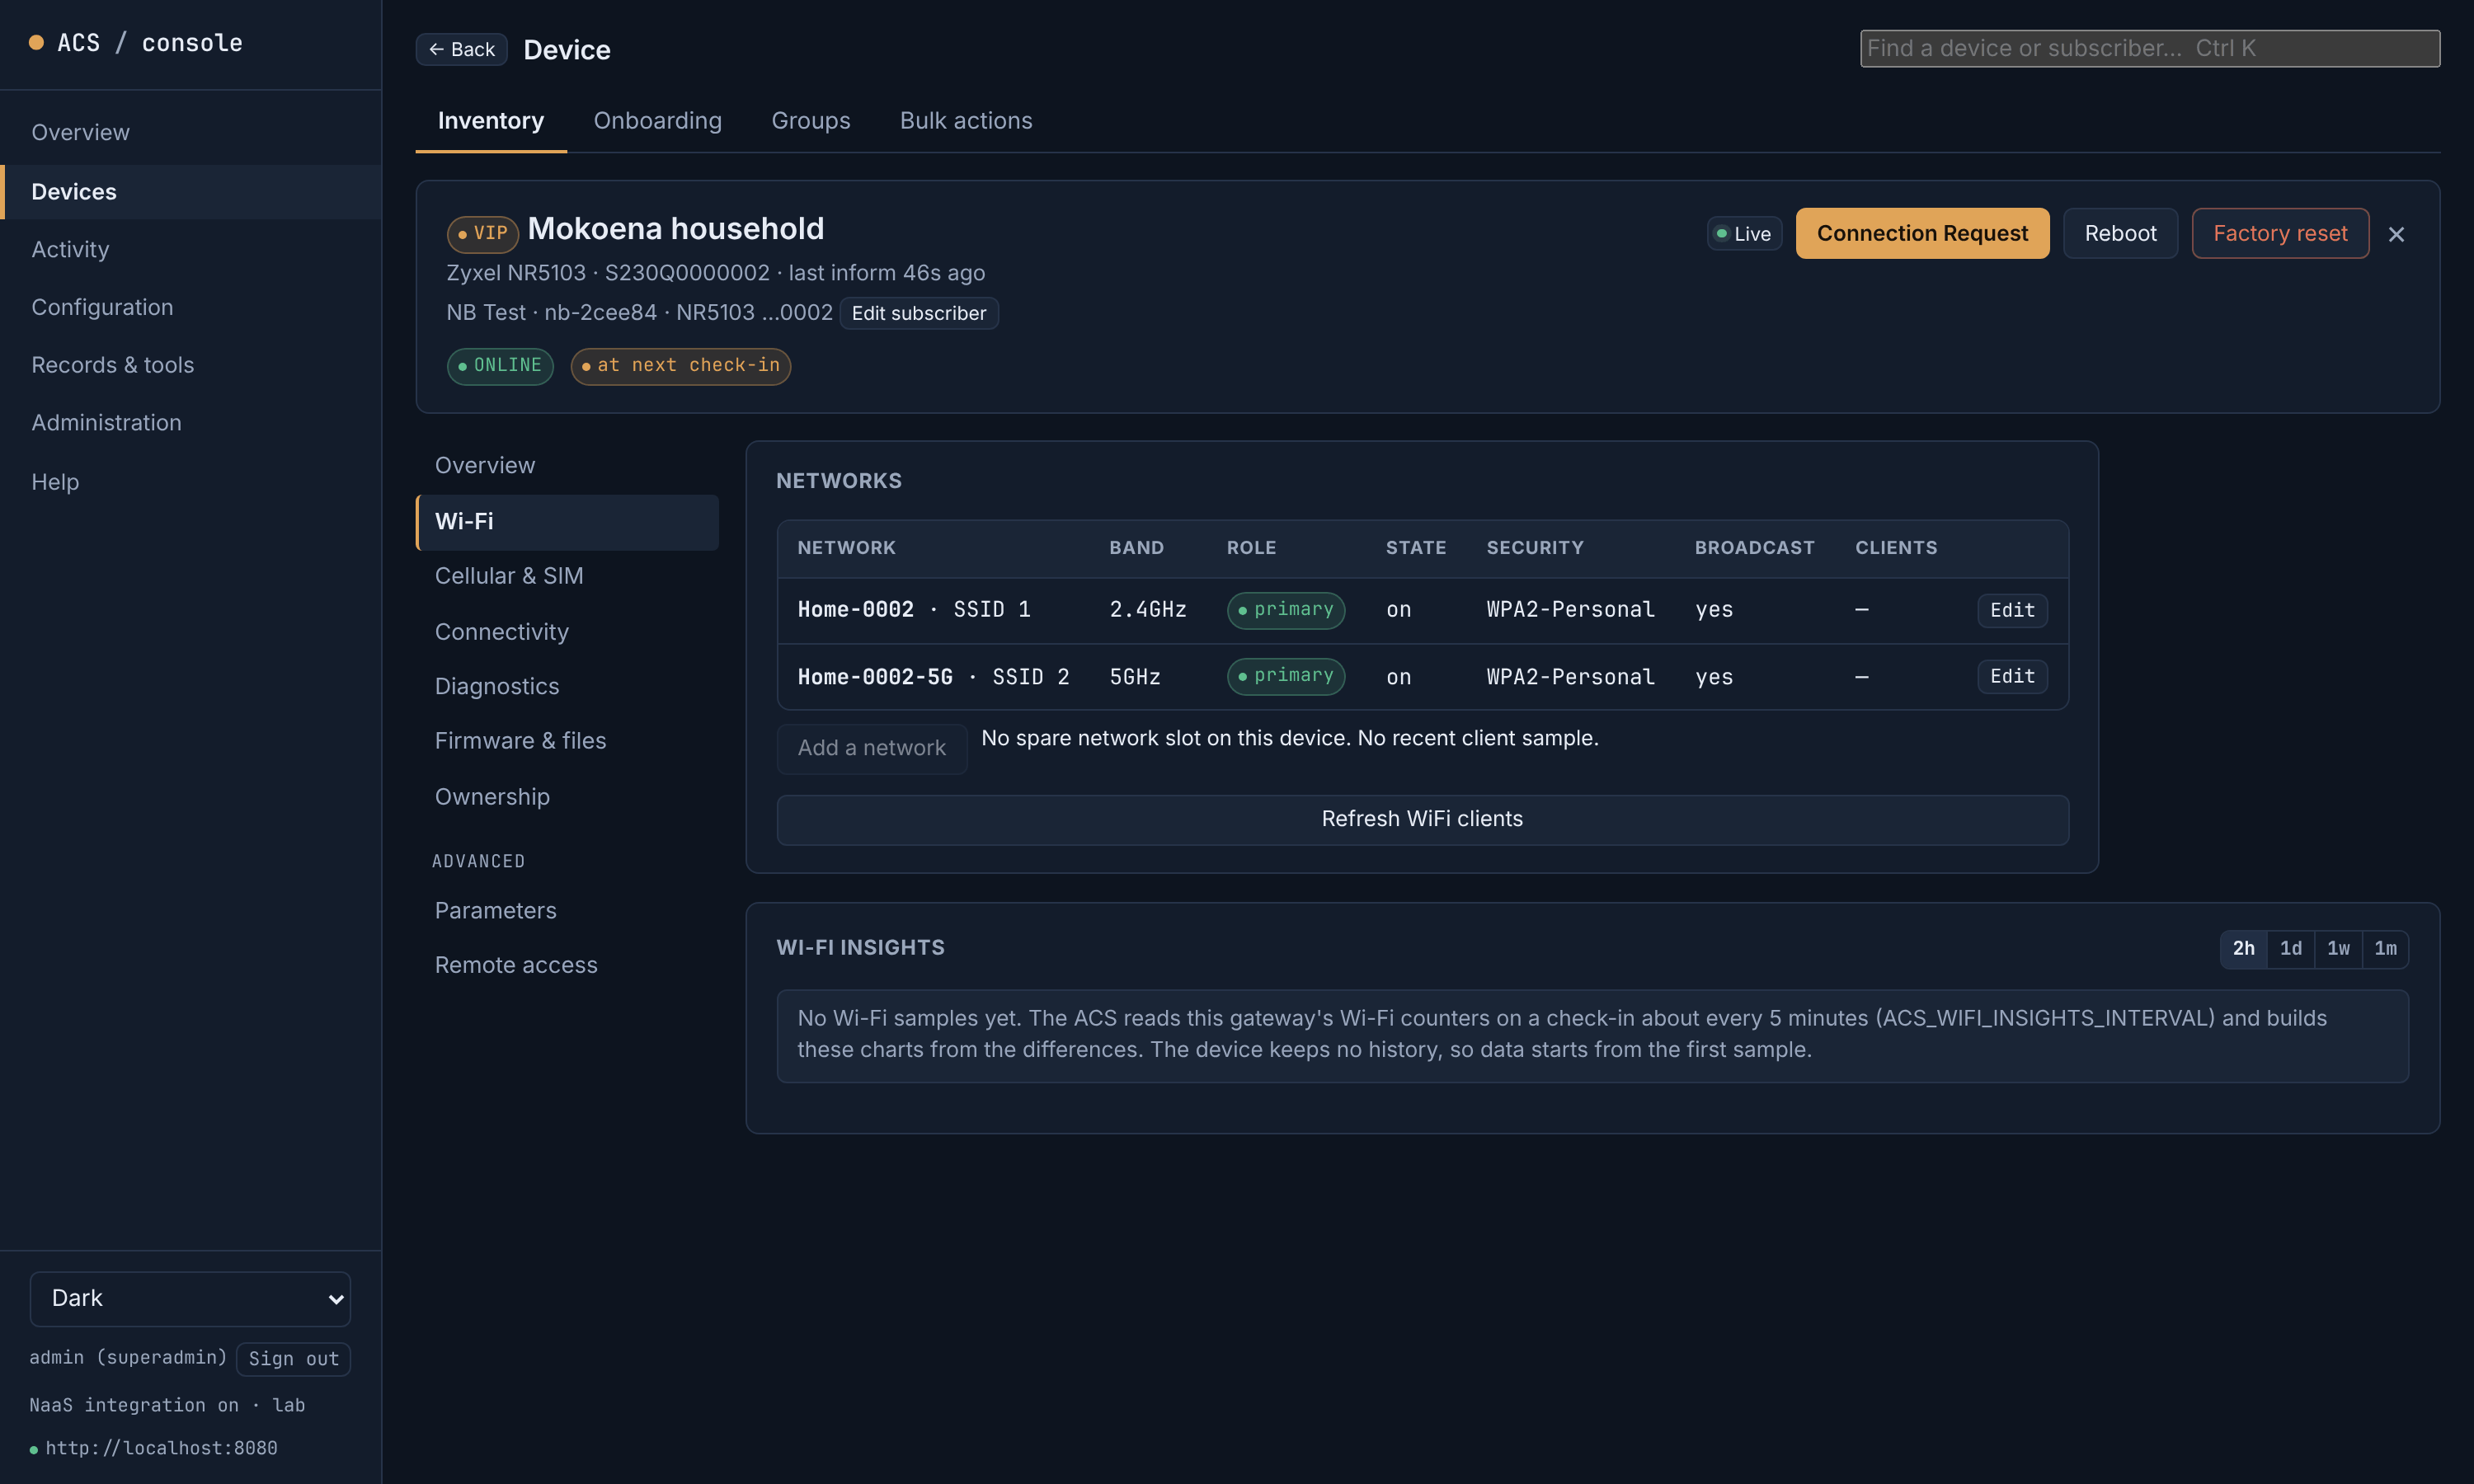 ACS / console
Overview
Devices
Activity
Configuration
Records & tools
Administration
Help
Dark
admin (superadmin) Sign out
NaaS integration on · lab
http://localhost:8080
← Back Device
Find a device or subscriber... Ctrl K
Inventory Onboarding Groups Bulk actions
VIP Mokoena household
Live Connection Request Reboot Factory reset ×
Zyxel NR5103 · S230Q0000002 · last inform 46s ago
NB Test · nb-2cee84 · NR5103 …0002 Edit subscriber
ONLINE at next check-in
Overview
Wi-Fi
Cellular & SIM
Connectivity
Diagnostics
Firmware & files
Ownership
ADVANCED
Parameters
Remote access
NETWORKS
NETWORK BAND ROLE STATE SECURITY BROADCAST CLIENTS
Home-0002 · SSID 1 2.4GHz primary on WPA2-Personal yes — Edit
Home-0002-5G · SSID 2 5GHz primary on WPA2-Personal yes — Edit
Add a network No spare network slot on this device. No recent client sample.
Refresh WiFi clients
WI-FI INSIGHTS
2h 1d 1w 1m
No Wi-Fi samples yet. The ACS reads this gateway's Wi-Fi counters on a check-in about every 5 minutes (ACS_WIFI_INSIGHTS_INTERVAL) and builds
these charts from the differences. The device keeps no history, so data starts from the first sample.